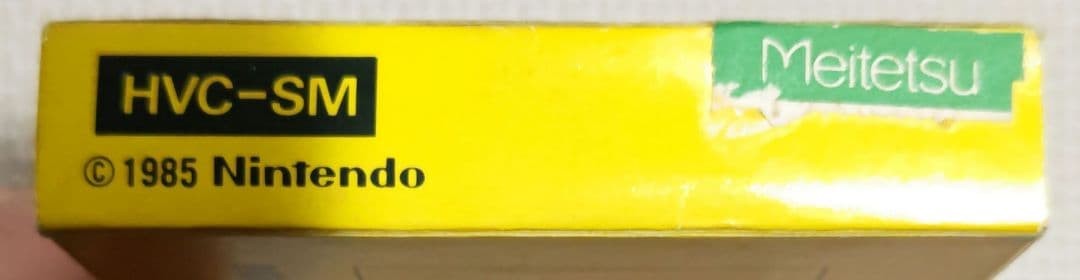 HVC-SM
© 1985 Nintendo
Meitetsu